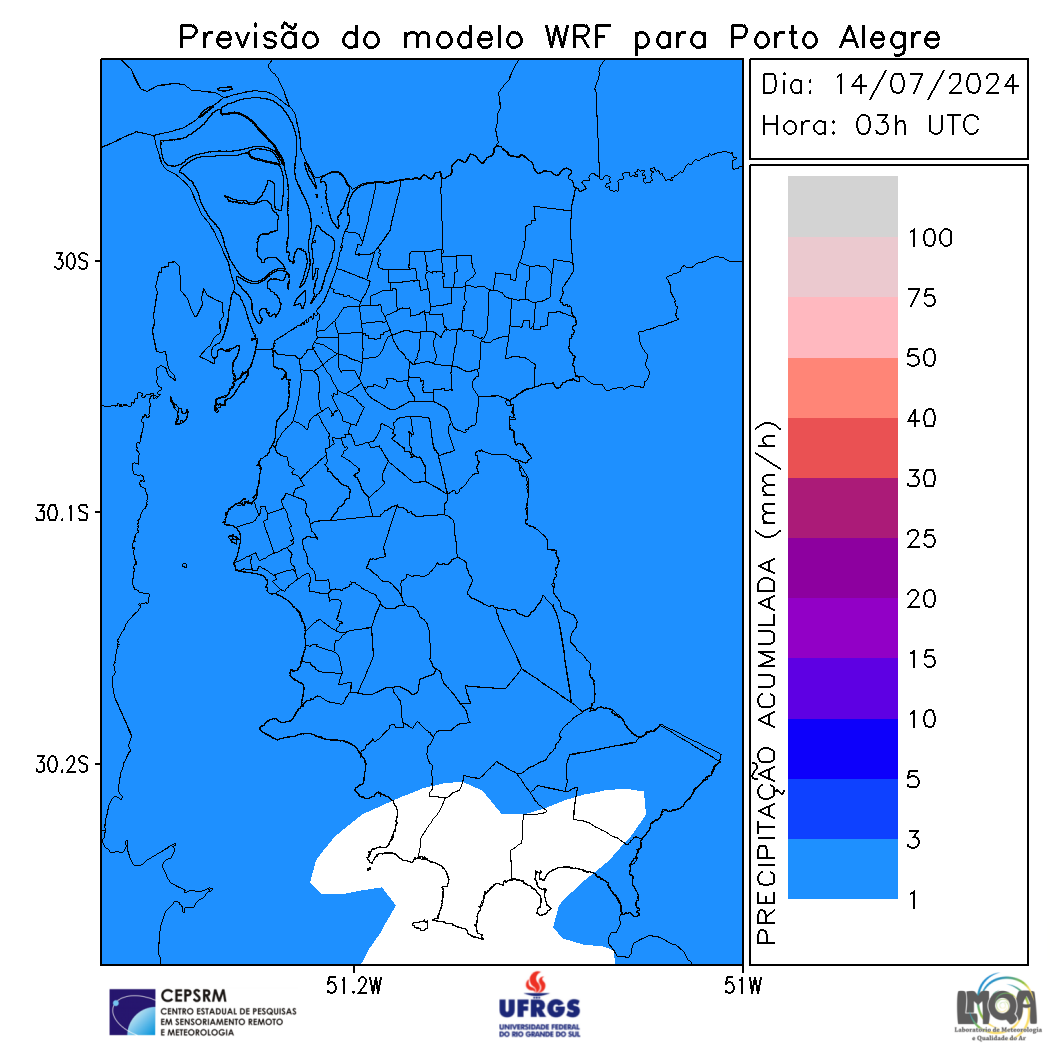 Previsão do modelo WRF para Porto Alegre
Dia: 14/07/2024
Hora: 03h UTC
30S
30.1S
30.2S
51.2W
51W
PRECIPITAÇÃO ACUMULADA (mm/h)
100
75
50
40
30
25
20
15
10
5
3
1
CEPSRM
CENTRO ESTADUAL DE PESQUISAS
EM SENSORIAMENTO REMOTO
E METEOROLOGIA
UFRGS
UNIVERSIDADE FEDERAL
DO RIO GRANDE DO SUL
LMQA
Laboratório de Meteorologia
e Qualidade do Ar